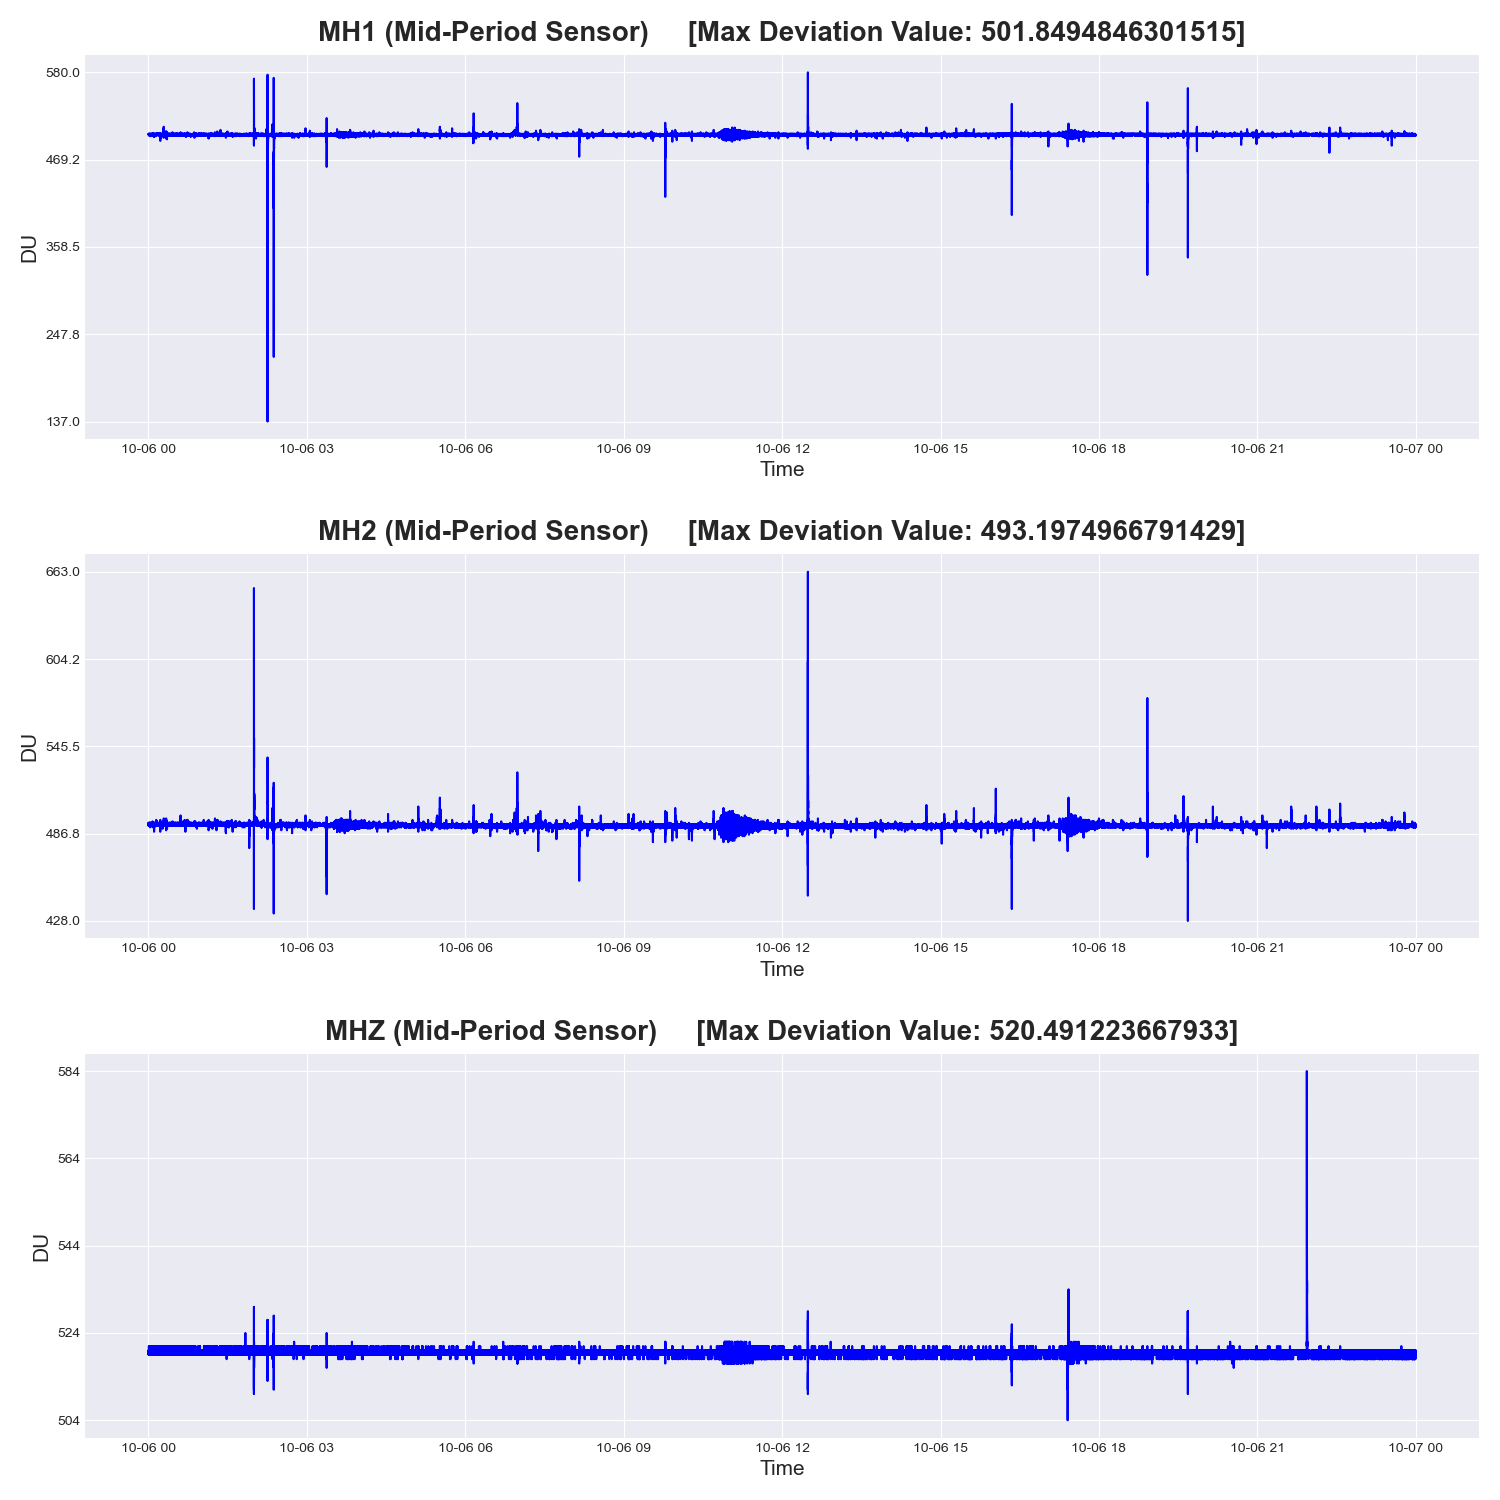 MH1 (Mid-Period Sensor) [Max Deviation Value: 501.8494846301515]
580.0
469.2
358.5
247.8
137.0
DU
10-06 00 10-06 03 10-06 06 10-06 09 10-06 12 10-06 15 10-06 18 10-06 21 10-07 00
Time
MH2 (Mid-Period Sensor) [Max Deviation Value: 493.1974966791429]
663.0
604.2
545.5
486.8
428.0
DU
10-06 00 10-06 03 10-06 06 10-06 09 10-06 12 10-06 15 10-06 18 10-06 21 10-07 00
Time
MHZ (Mid-Period Sensor) [Max Deviation Value: 520.491223667933]
584
564
544
524
504
DU
10-06 00 10-06 03 10-06 06 10-06 09 10-06 12 10-06 15 10-06 18 10-06 21 10-07 00
Time